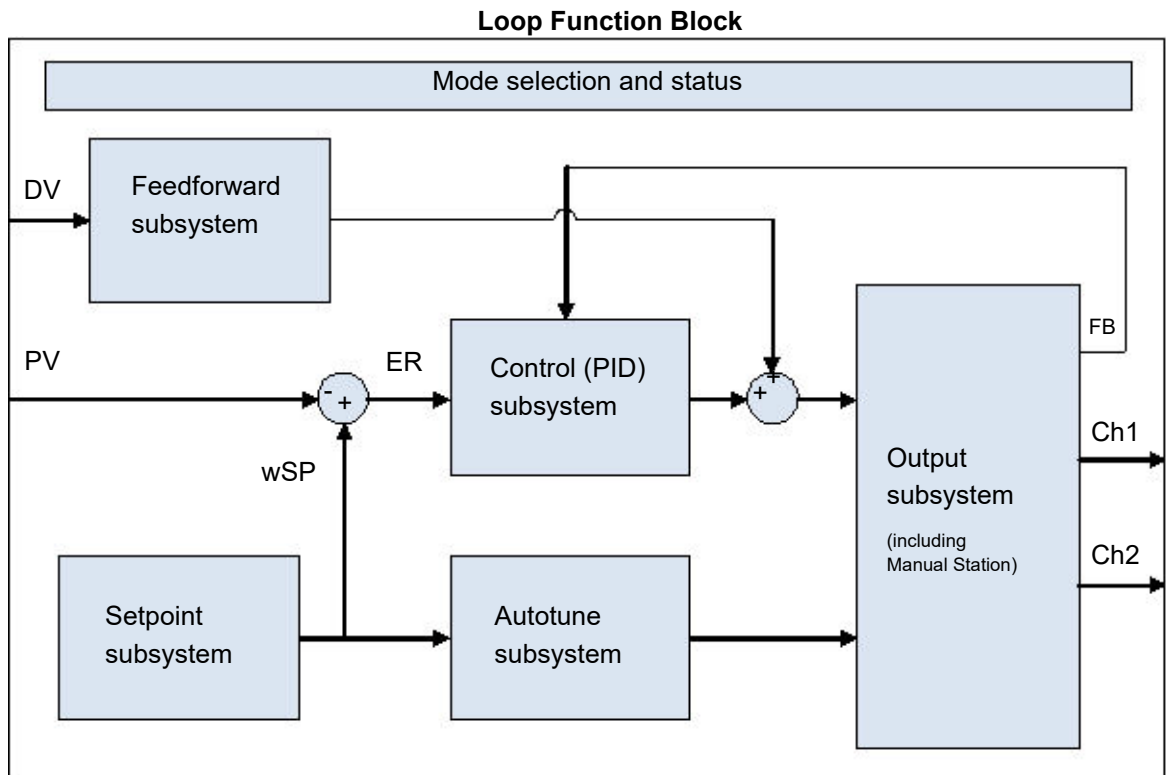 Loop Function Block
Mode selection and status
DV
Feedforward
subsystem
FB
PV
ER
Control (PID)
subsystem
-
+
+
+
Ch1
wSP
Output
subsystem
(including
Manual Station)
Ch2
Setpoint
subsystem
Autotune
subsystem